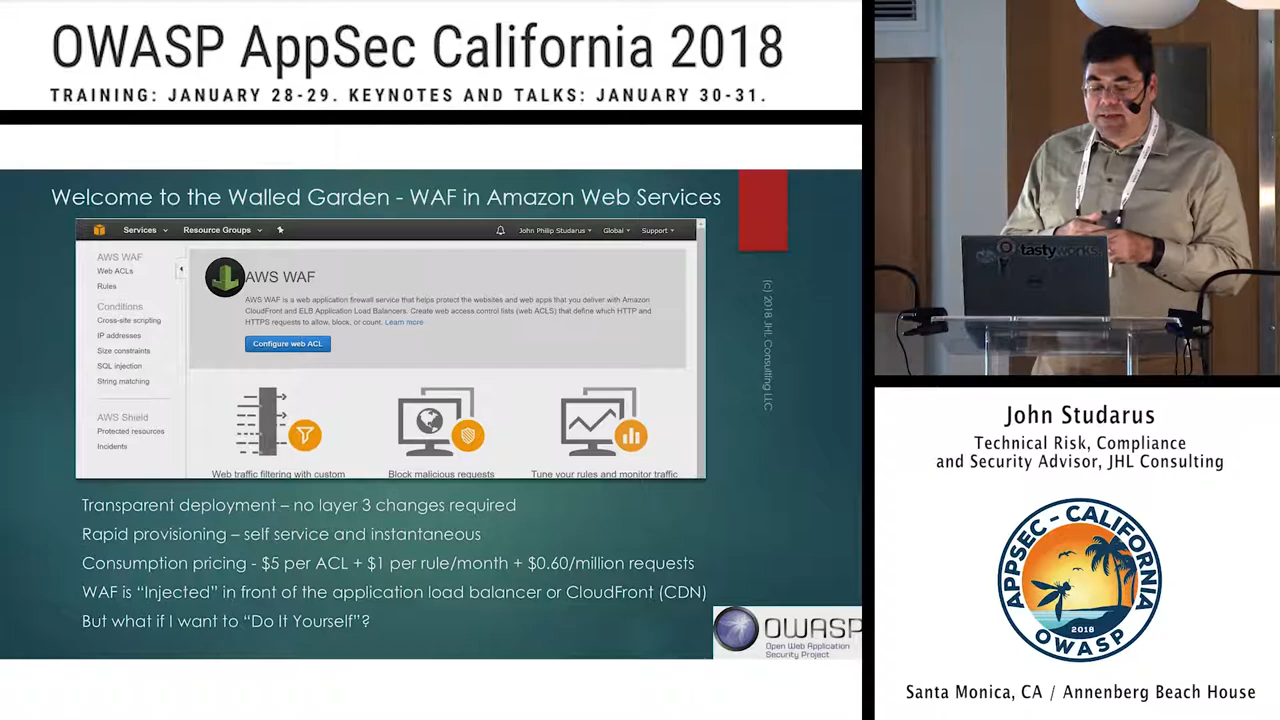 OWASP AppSec California 2018
TRAINING: JANUARY 28-29. KEYNOTES AND TALKS: JANUARY 30-31.
Welcome to the Walled Garden - WAF in Amazon Web Services
Services
Resource Groups
John Philip Studarus
Global
Support
AWS WAF
Web ACLs
Rules
Conditions
Cross-site scripting
IP addresses
Size constraints
SQL injection
String matching
AWS Shield
Protected resources
Incidents
AWS WAF
AWS WAF is a web application firewall service that helps protect the websites and web apps that you deliver with Amazon
CloudFront and ELB Application Load Balancers. Create web access control lists (web ACLS) that define which HTTP and
HTTPS requests to allow, block, or count. Learn more
Configure web ACL
Web traffic filtering with custom
Block malicious requests
Tune your rules and monitor traffic
(c) 2018 JHL Consulting LLC
Transparent deployment – no layer 3 changes required
Rapid provisioning – self service and instantaneous
Consumption pricing - $5 per ACL + $1 per rule/month + $0.60/million requests
WAF is “Injected” in front of the application load balancer or CloudFront (CDN)
But what if I want to “Do It Yourself”?
OWASP
Open Web Application
Security Project
tastyworks
John Studarus
Technical Risk, Compliance
and Security Advisor, JHL Consulting
APPSEC - CALIFORNIA
2018
OWASP
Santa Monica, CA / Annenberg Beach House